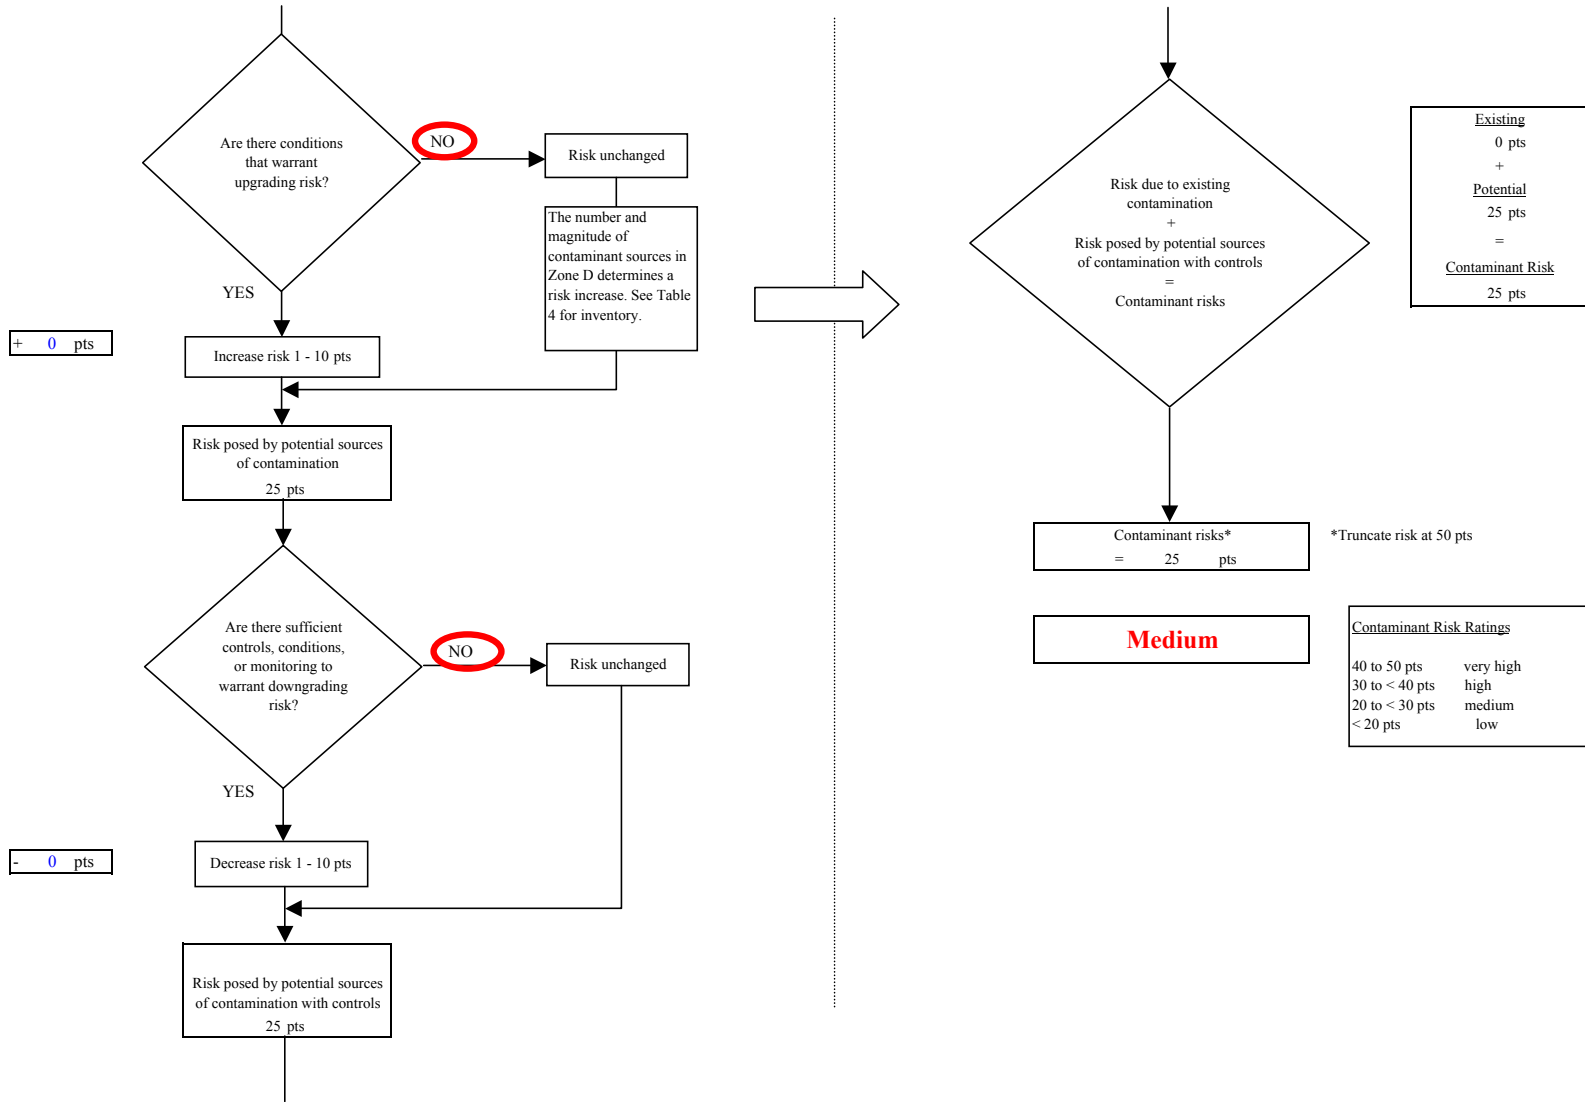 Are there conditions
that warrant
upgrading risk?
NO
Risk unchanged
The number and
magnitude of
contaminant sources in
Zone D determines a
risk increase. See Table
4 for inventory.
YES
+ 0 pts
Increase risk 1 - 10 pts
Risk posed by potential sources
of contamination
25 pts
Are there sufficient
controls, conditions,
or monitoring to
warrant downgrading
risk?
NO
Risk unchanged
YES
- 0 pts
Decrease risk 1 - 10 pts
Risk posed by potential sources
of contamination with controls
25 pts
Risk due to existing
contamination
+
Risk posed by potential sources
of contamination with controls
=
Contaminant risks
Existing
0 pts
+
Potential
25 pts
=
Contaminant Risk
25 pts
Contaminant risks*
= 25 pts
*Truncate risk at 50 pts
Medium
Contaminant Risk Ratings
40 to 50 pts very high
30 to < 40 pts high
20 to < 30 pts medium
< 20 pts low